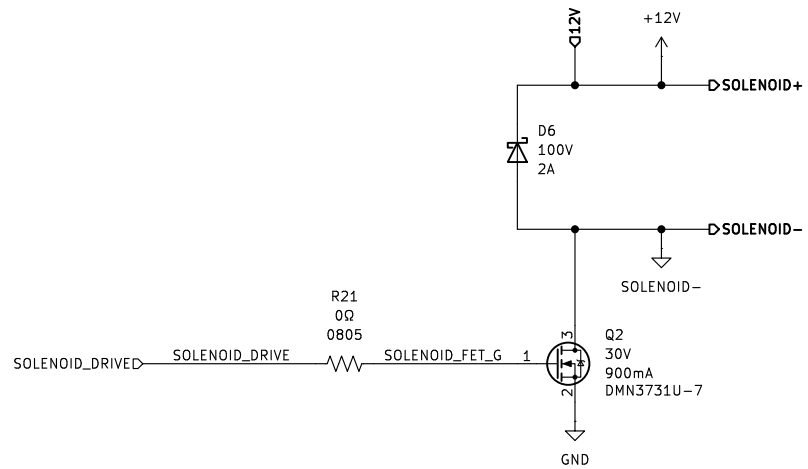 12V
+12V
SOLENOID+
D6
100V
2A
SOLENOID-
SOLENOID-
R21
0Ω
0805
SOLENOID_DRIVE
SOLENOID_DRIVE
SOLENOID_FET_G
1
3
2
Q2
30V
900mA
DMN3731U-7
GND